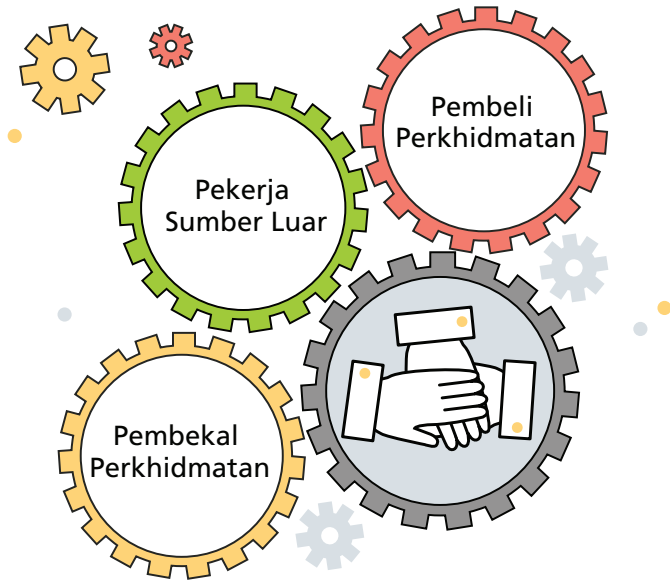 Pembeli
Perkhidmatan
Pekerja
Sumber Luar
Pembekal
Perkhidmatan